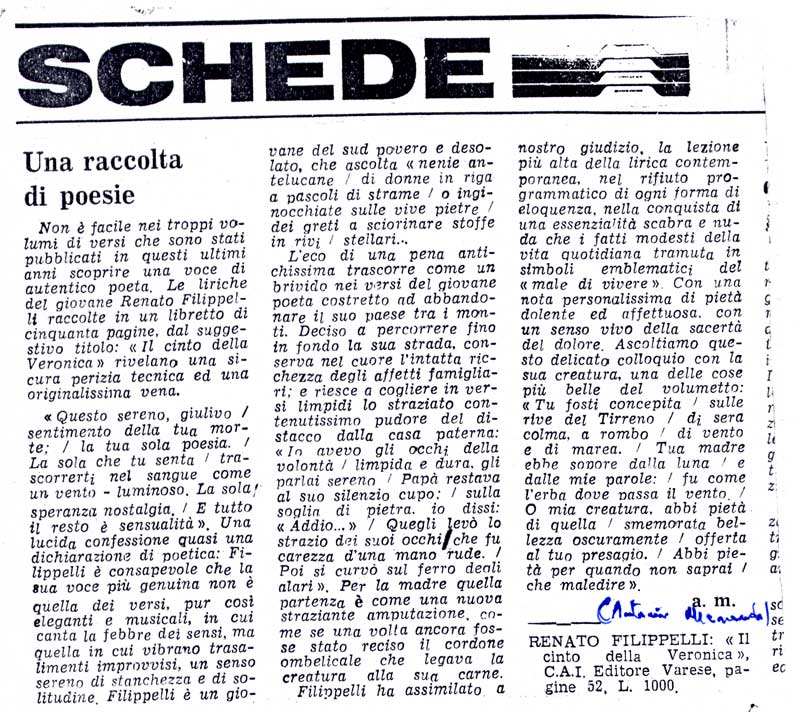 SCHEDE
Una raccolta
di poesie
Non è facile nei troppi vo-
lumi di versi che sono stati
pubblicati in questi ultimi
anni scoprire una voce di
autentico poeta. Le liriche
del giovane Renato Filippel-
li raccolte in un libretto di
cinquanta pagine, dal sugge-
stivo titolo: « Il cinto della
Veronica » rivelano una si-
cura perizia tecnica ed una
originalissima vena.
« Questo sereno, giulivo /
sentimento della tua mor-
te; / la tua sola poesia. /
La sola che tu senta / tra-
scorrerti nel sangue come
un vento - luminoso. La sola /
speranza nostalgia. / E tutto
il resto è sensualità ». Una
lucida confessione quasi una
dichiarazione di poetica: Fi-
lippelli è consapevole che la
sua voce più genuina non è
quella dei versi, pur così
eleganti e musicali, in cui
canta la febbre dei sensi, ma
quella in cui vibrano trasa-
limenti improvvisi, un senso
sereno di stanchezza e di so-
litudine. Filippelli è un gio-
vane del sud povero e deso-
lato, che ascolta « nenie an-
telucane / di donne in riga
a pascoli di strame / o ingi-
nocchiate sulle vive pietre /
dei greti a sciorinare stoffe
in rivi / stellari...
L'eco di una pena anti-
chissima trascorre come un
brivido nei versi del giovane
poeta costretto ad abbando-
nare il suo paese tra i mon-
ti. Deciso a percorrere fino
in fondo la sua strada, con-
serva nel cuore l'intatta ric-
chezza degli affetti famiglia-
ri; e riesce a cogliere in ver-
si limpidi lo straziato con-
tenutissimo pudore del di-
stacco dalla casa paterna:
« Io avevo gli occhi della
volontà / limpida e dura, gli
parlai sereno / Papà restava
al suo silenzio cupo; / sulla
soglia di pietra. io dissi:
« Addio... » / Quegli levò lo
strazio dei suoi occhi / che fu
carezza d'una mano rude. /
Poi si curvò sul ferro degli
alari ». Per la madre quella
partenza è come una nuova
straziante amputazione, co-
me se una volta ancora fos-
se stato reciso il cordone
ombelicale che legava la
creatura alla sua carne.
Filippelli ha assimilato a
nostro giudizio, la lezione
più alta della lirica contem-
poranea, nel rifiuto pro-
grammatico di ogni forma di
eloquenza, nella conquista di
una essenzialità scabra e nu-
da che i fatti modesti della
vita quotidiana tramuta in
simboli emblematici del
« male di vivere ». Con una
nota personalissima di pietà
dolente ed affettuosa. con
un senso vivo della sacertà
del dolore. Ascoltiamo que-
sto delicato colloquio con la
sua creatura, una delle cose
più belle del volumetto:
« Tu fosti concepita / sulle
rive del Tirreno / di sera
colma, a rombo / di vento
e di marea. / Tua madre
ebbe sopore dalla luna / e
dalle mie parole: / fu come
l'erba dove passa il vento. /
O mia creatura, abbi pietà
di quella / smemorata bel-
lezza oscuramente / offerta
al tuo presagio. / Abbi pie-
tà per quando non saprai /
che maledire ».
a. m.
RENATO FILIPPELLI: « Il
cinto della Veronica »,
C.A.I. Editore Varese, pa-
gine 52, L. 1000.